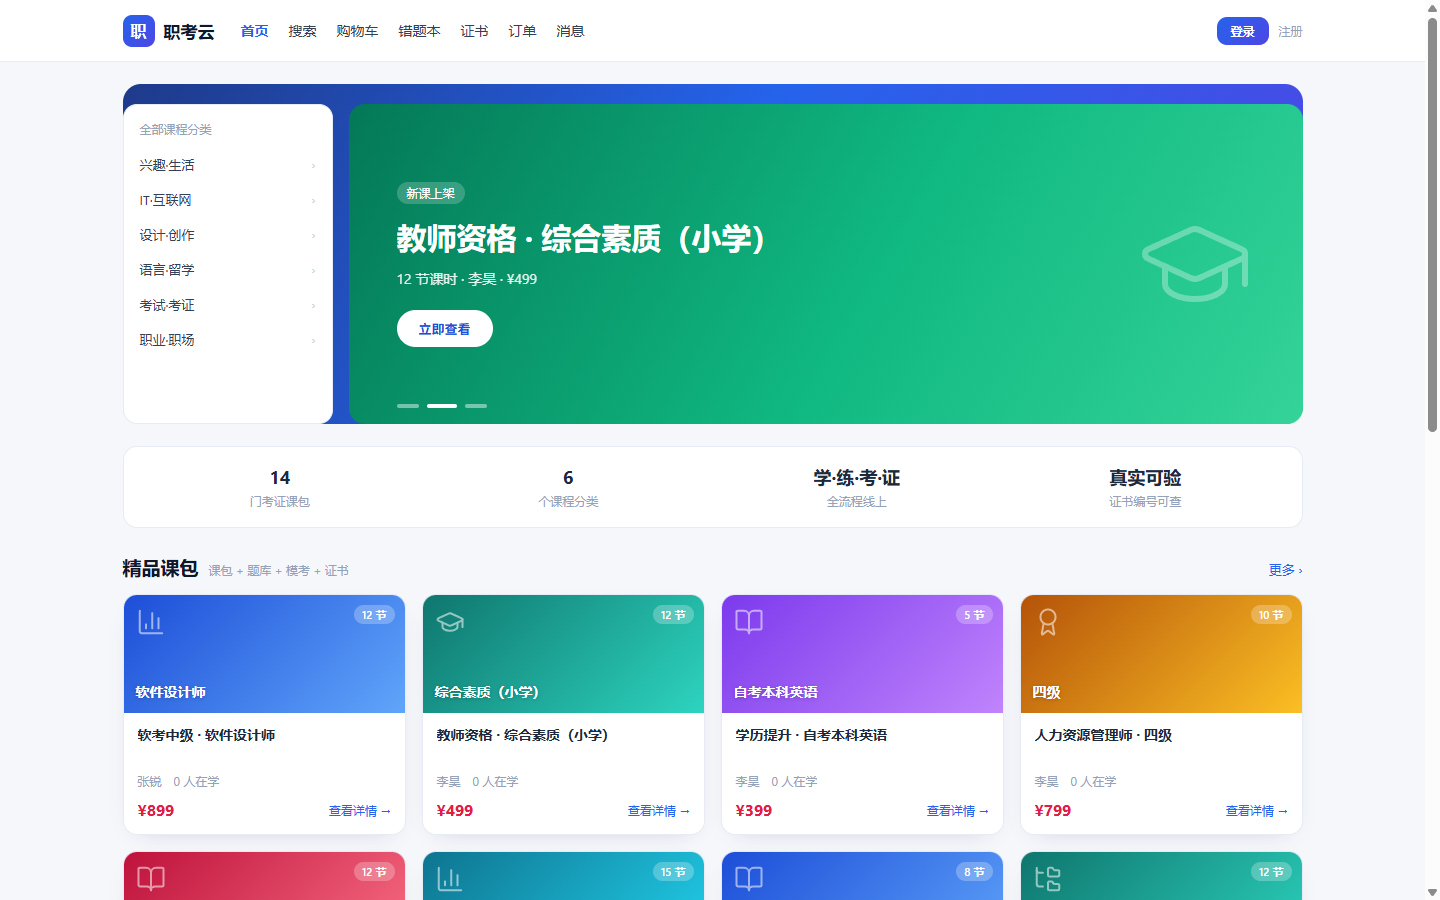 职 职考云 首页 搜索 购物车 错题本 证书 订单 消息 登录 注册
全部课程分类
兴趣·生活 ›
IT·互联网 ›
设计·创作 ›
语言·留学 ›
考试·考证 ›
职业·职场 ›
新课上架
教师资格 · 综合素质（小学）
12 节课时 · 李昊 · ¥499
立即查看
14 6 学·练·考·证 真实可验
门考证课包 个课程分类 全流程线上 证书编号可查
精品课包 课包 + 题库 + 模考 + 证书 更多 ›
12 节 12 节 5 节 10 节
软件设计师 综合素质（小学） 自考本科英语 四级
软考中级 · 软件设计师 教师资格 · 综合素质（小学） 学历提升 · 自考本科英语 人力资源管理师 · 四级
张锐 0 人在学 李昊 0 人在学 李昊 0 人在学 李昊 0 人在学
¥899 查看详情 → ¥499 查看详情 → ¥399 查看详情 → ¥799 查看详情 →
12 节 15 节 8 节 12 节